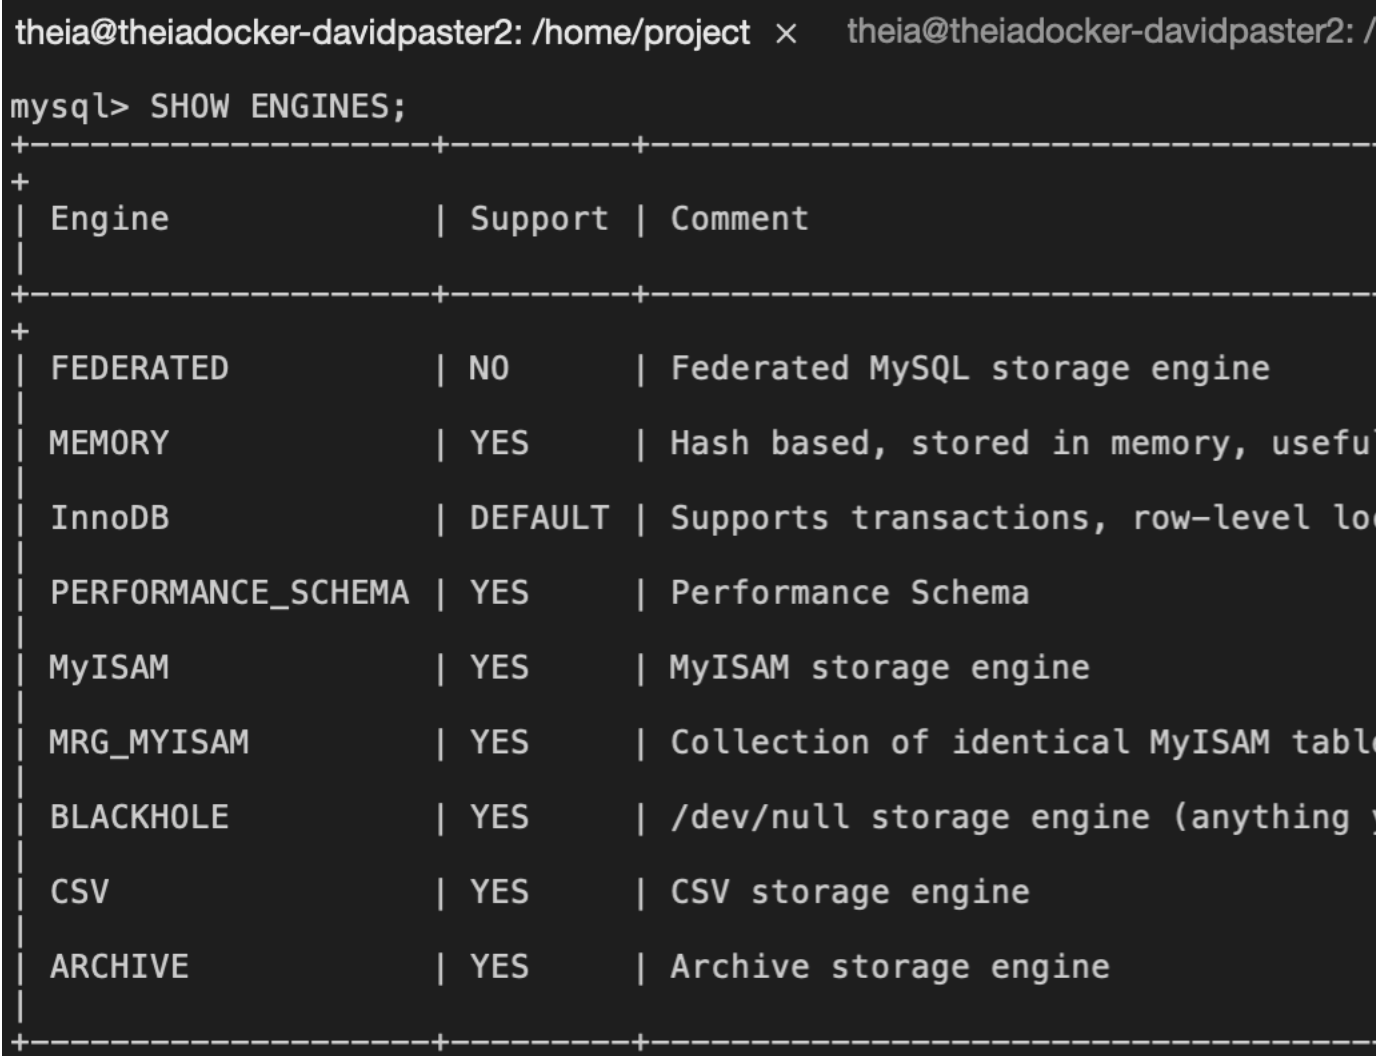 theia@theiadocker-davidpaster2: /home/project × theia@theiadocker-davidpaster2: /
mysql> SHOW ENGINES;
+--------------------+---------+-------------------------------------
+
| Engine             | Support | Comment
|
+--------------------+---------+-------------------------------------
+
| FEDERATED          | NO      | Federated MySQL storage engine
|
| MEMORY             | YES     | Hash based, stored in memory,
|
| InnoDB             | DEFAULT | Supports transactions, row-level
|
| PERFORMANCE_SCHEMA | YES     | Performance Schema
|
| MyISAM             | YES     | MyISAM storage engine
|
| MRG_MYISAM         | YES     | Collection of identical MyISAM
|
| BLACKHOLE          | YES     | /dev/null storage engine (anything
|
| CSV                | YES     | CSV storage engine
|
| ARCHIVE            | YES     | Archive storage engine
|
+--------------------+---------+-------------------------------------